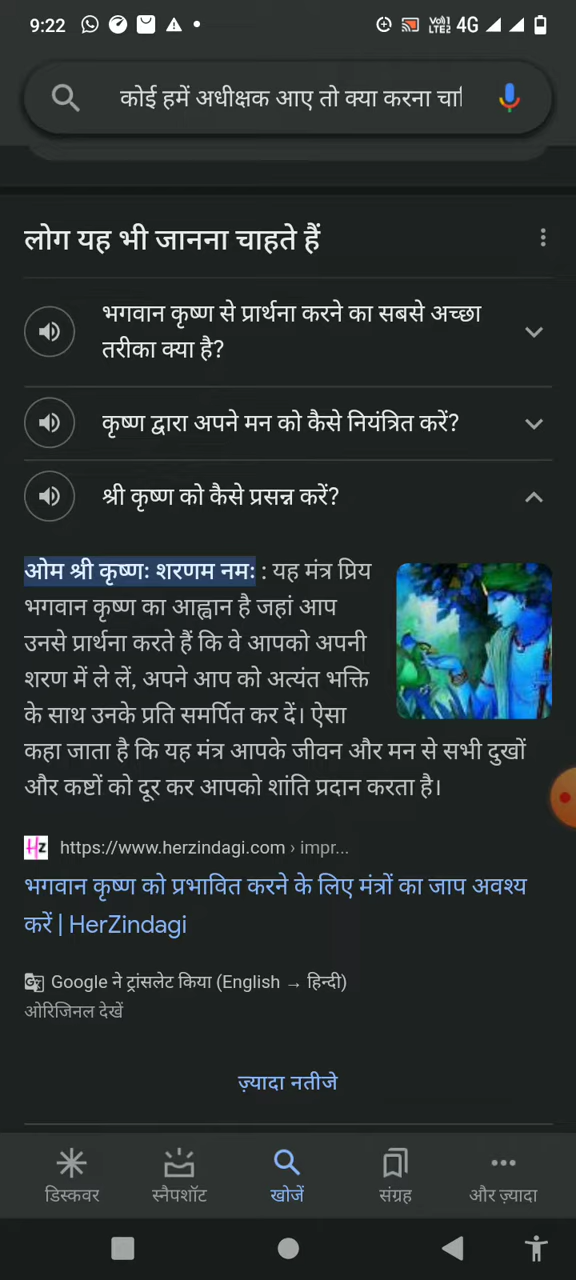 9:22
Vo))1 LTE2 4G
कोई हमें अधीक्षक आए तो क्या करना चाि
लोग यह भी जानना चाहते हैं
भगवान कृष्ण से प्रार्थना करने का सबसे अच्छा
तरीका क्या है?
कृष्ण द्वारा अपने मन को कैसे नियंत्रित करें?
श्री कृष्ण को कैसे प्रसन्न करें?
ओम श्री कृष्णः शरणम नमः : यह मंत्र प्रिय
भगवान कृष्ण का आह्वान है जहां आप
उनसे प्रार्थना करते हैं कि वे आपको अपनी
शरण में ले लें, अपने आप को अत्यंत भक्ति
के साथ उनके प्रति समर्पित कर दें। ऐसा
कहा जाता है कि यह मंत्र आपके जीवन और मन से सभी दुखों
और कष्टों को दूर कर आपको शांति प्रदान करता है।
Hz https://www.herzindagi.com › impr...
भगवान कृष्ण को प्रभावित करने के लिए मंत्रों का जाप अवश्य
करें | HerZindagi
Google ने ट्रांसलेट किया (English → हिन्दी)
ओरिजिनल देखें
ज़्यादा नतीजे
डिस्कवर स्नैपशॉट खोजें संग्रह और ज़्यादा